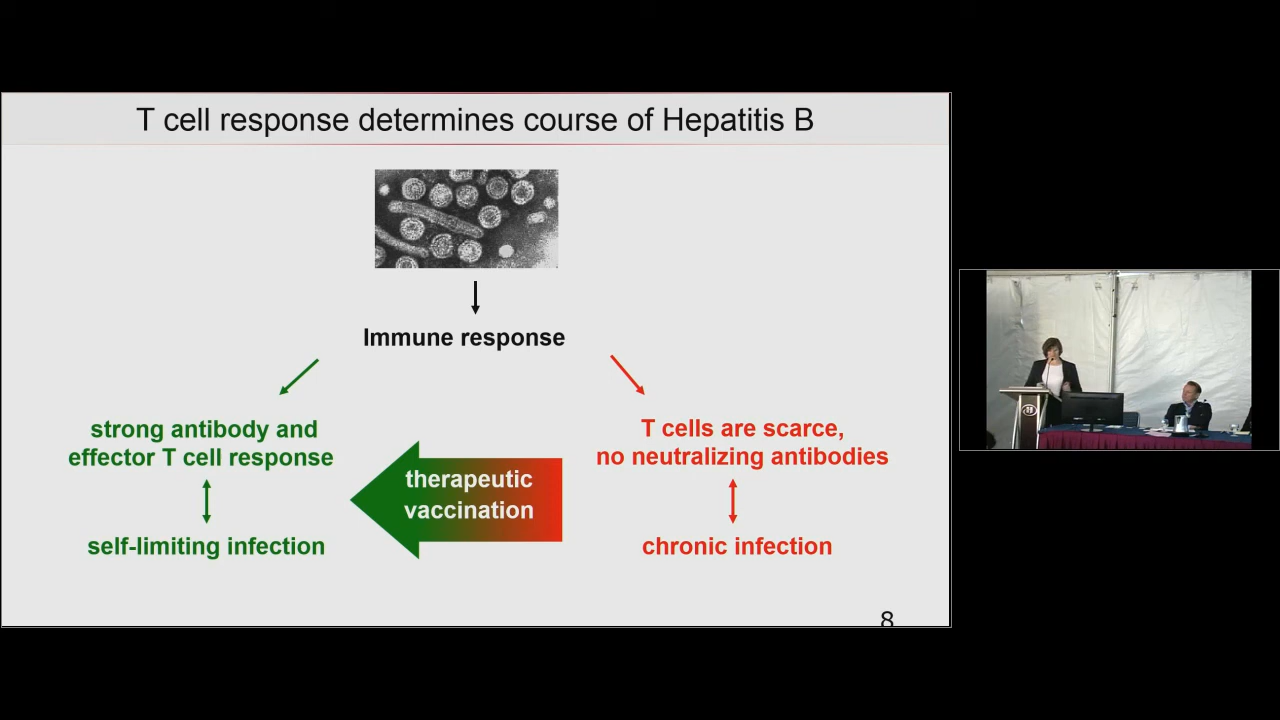 T cell response determines course of Hepatitis B
Immune response
strong antibody and
effector T cell response
self-limiting infection
therapeutic
vaccination
T cells are scarce,
no neutralizing antibodies
chronic infection
8